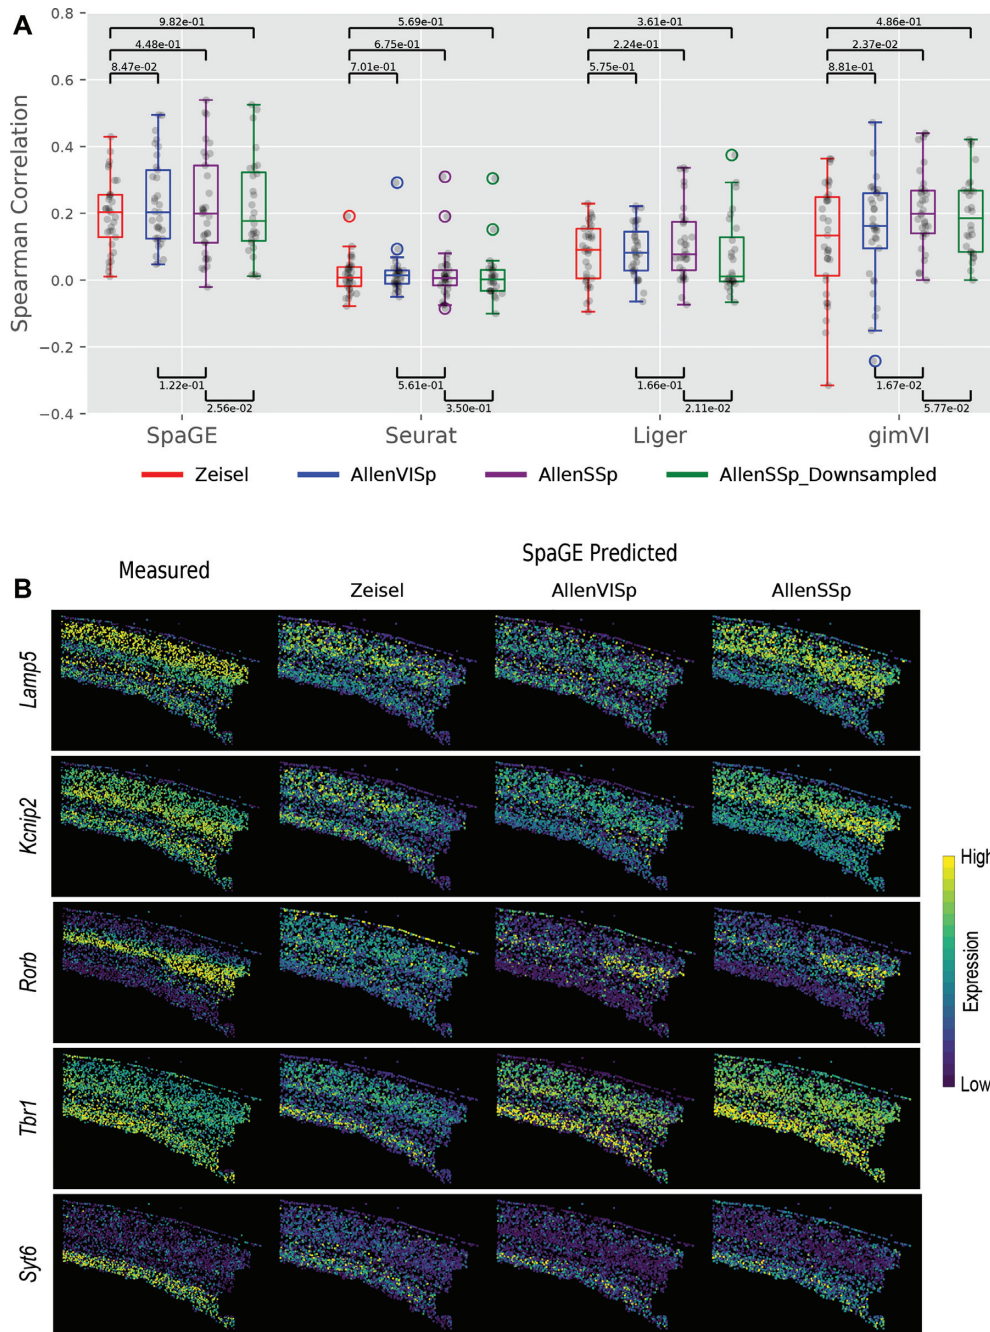 A
0.8
0.6
0.4
0.2
0.0
−0.2
−0.4
Spearman Correlation
9.82e-01
4.48e-01
8.47e-02
5.69e-01
6.75e-01
7.01e-01
3.61e-01
2.24e-01
5.75e-01
4.86e-01
2.37e-02
8.81e-01
1.22e-01
2.56e-02
5.61e-01
3.50e-01
1.66e-01
2.11e-02
1.67e-02
5.77e-02
SpaGE Seurat Liger gimVI
Zeisel AllenVISp AllenSSp AllenSSp_Downsampled
B
Measured
SpaGE Predicted
Zeisel AllenVISp AllenSSp
Lamp5
Kcnip2
Rorb
Tbr1
Syt6
High
Expression
Low